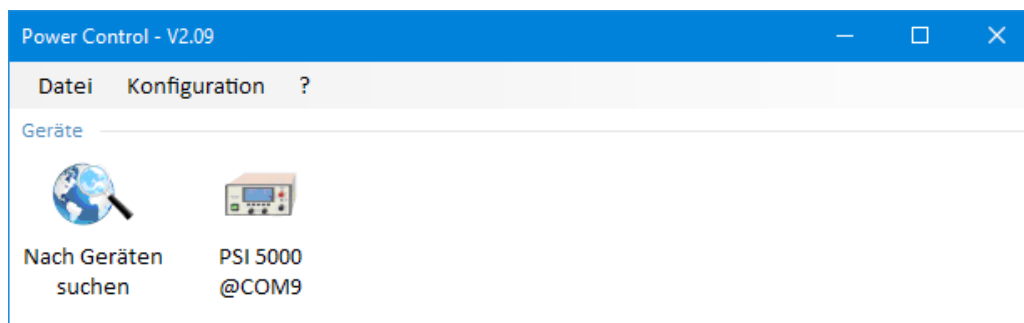 Power Control - V2.09
Datei Konfiguration ?
Geräte
Nach Geräten
suchen
PSI 5000
@COM9